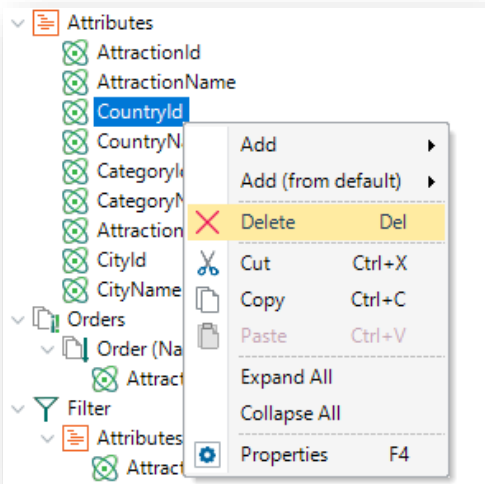 Attributes
AttractionId
AttractionName
CountryId
CountryN
CategoryId
CategoryN
Attraction
CityId
CityName
Orders
Order (Na
Attract
Filter
Attributes
Attract
Add
Add (from default)
Delete Del
Cut Ctrl+X
Copy Ctrl+C
Paste Ctrl+V
Expand All
Collapse All
Properties F4